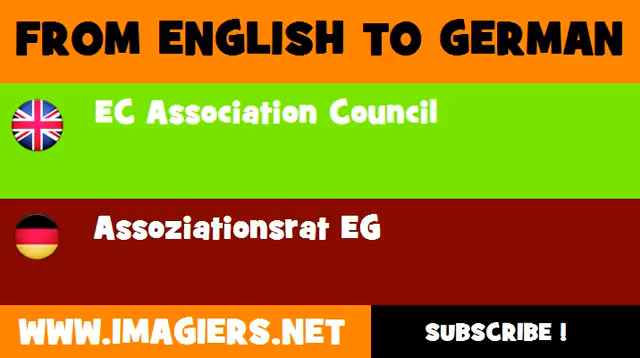 FROM ENGLISH TO GERMAN
EC Association Council
Assoziationsrat EG
WWW.IMAGIERS.NET
SUBSCRIBE !